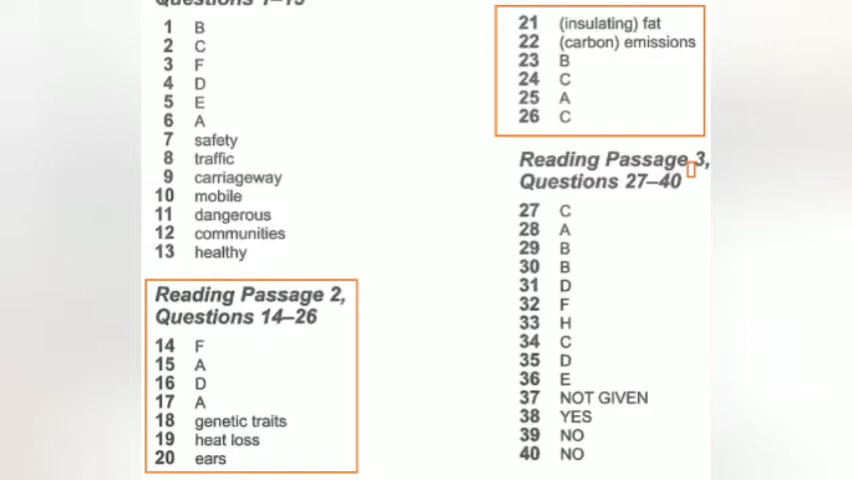 Questions 1–13
1 B
2 C
3 F
4 D
5 E
6 A
7 safety
8 traffic
9 carriageway
10 mobile
11 dangerous
12 communities
13 healthy
Reading Passage 2,
Questions 14–26
14 F
15 A
16 D
17 A
18 genetic traits
19 heat loss
20 ears
21 (insulating) fat
22 (carbon) emissions
23 B
24 C
25 A
26 C
Reading Passage 3,
Questions 27–40
27 C
28 A
29 B
30 B
31 D
32 F
33 H
34 C
35 D
36 E
37 NOT GIVEN
38 YES
39 NO
40 NO